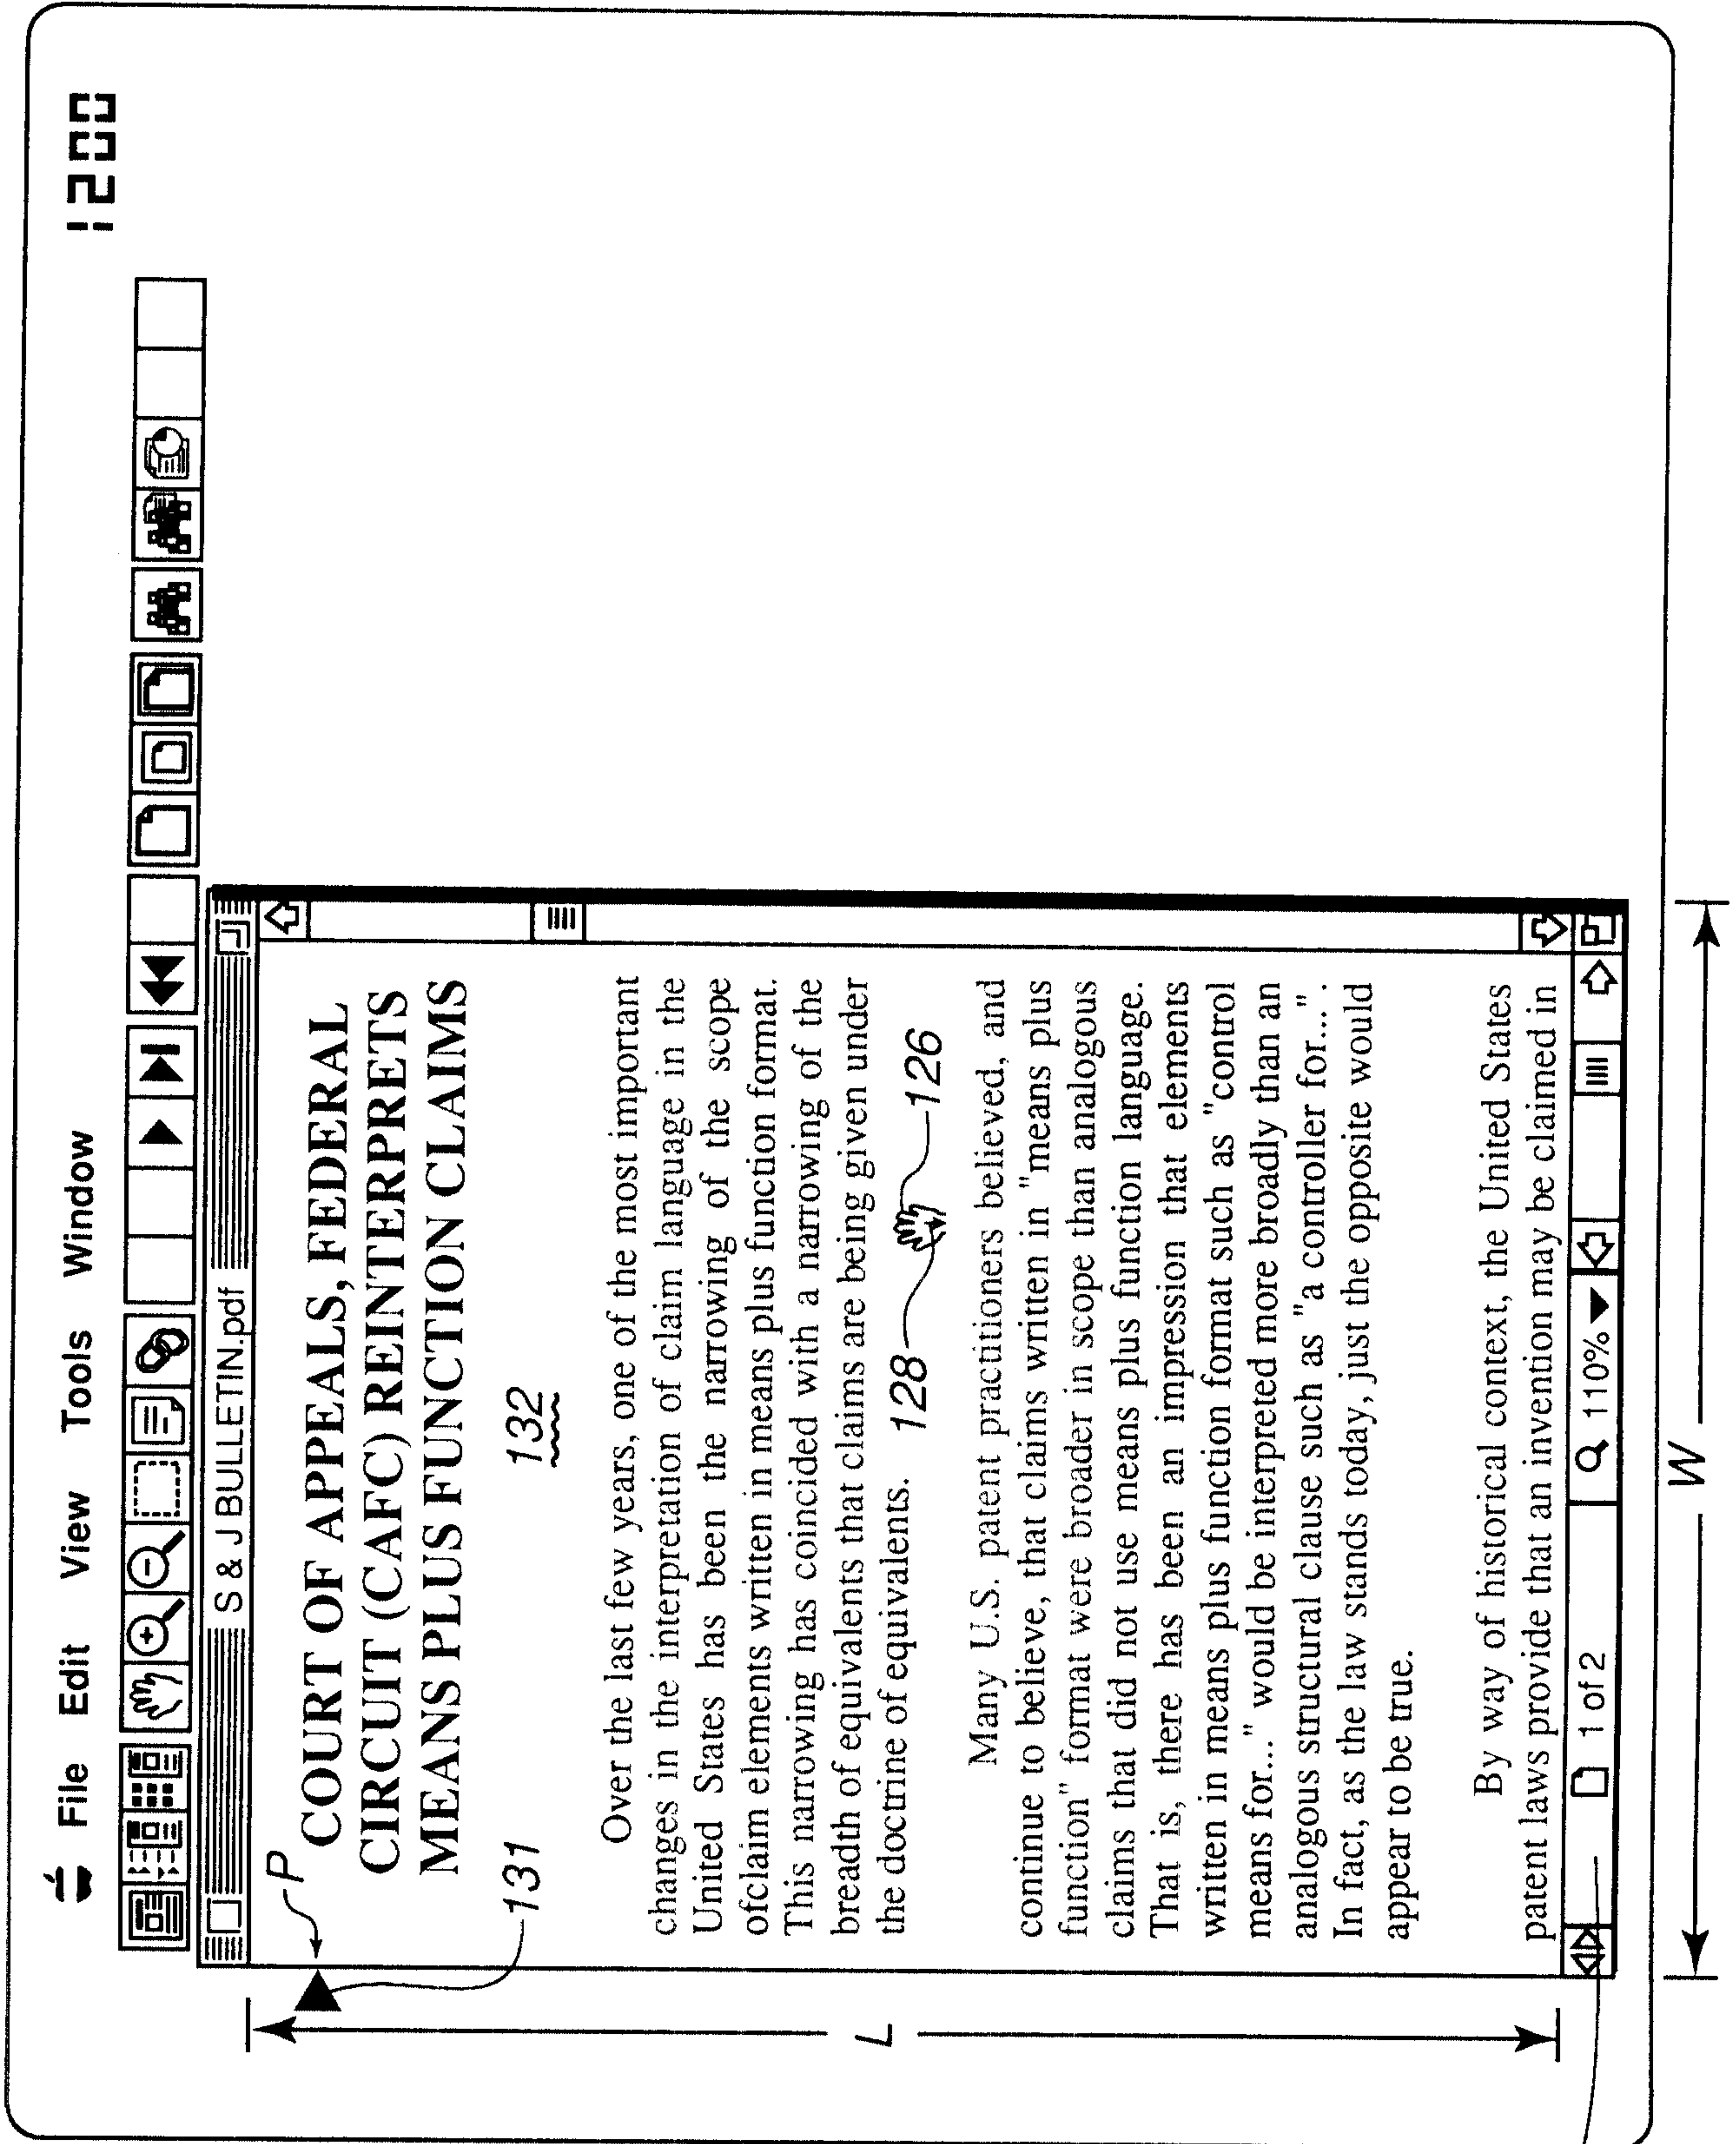 File Edit View Tools Window
1200
S & J BULLETIN.pdf
P
COURT OF APPEALS, FEDERAL
CIRCUIT (CAFC) REINTERPRETS
MEANS PLUS FUNCTION CLAIMS
131
132
Over the last few years, one of the most important
changes in the interpretation of claim language in the
United States has been the narrowing of the scope
ofclaim elements written in means plus function format.
This narrowing has coincided with a narrowing of the
breadth of equivalents that claims are being given under
the doctrine of equivalents.
128
126
Many U.S. patent practitioners believed, and
continue to believe, that claims written in "means plus
function" format were broader in scope than analogous
claims that did not use means plus function language.
That is, there has been an impression that elements
written in means plus function format such as "control
means for..." would be interpreted more broadly than an
analogous structural clause such as "a controller for...".
In fact, as the law stands today, just the opposite would
appear to be true.
By way of historical context, the United States
patent laws provide that an invention may be claimed in
1 of 2
110%
L
W